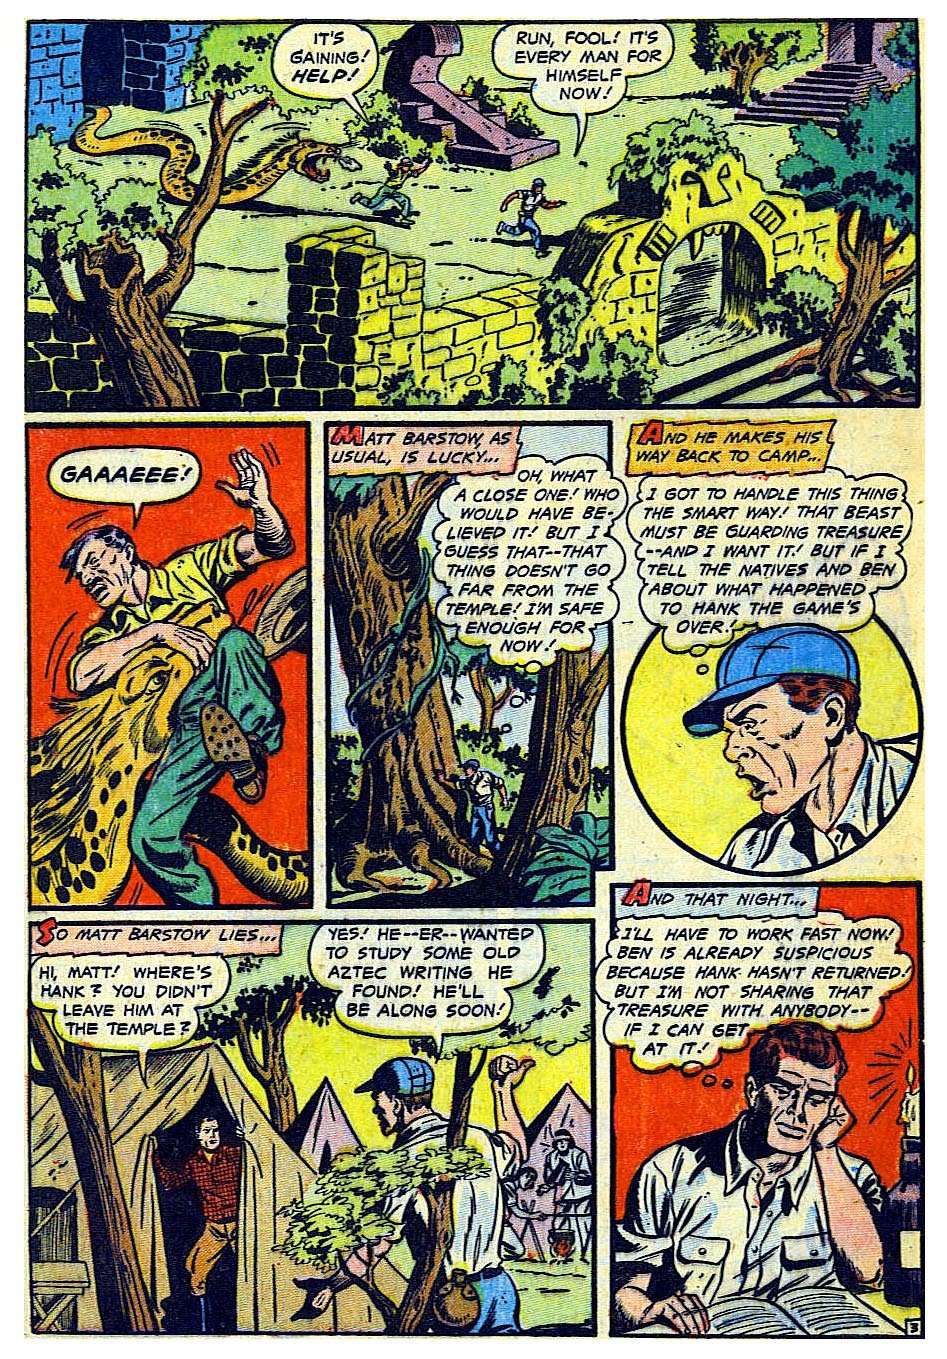 IT'S
GAINING!
HELP!
RUN, FOOL! IT'S
EVERY MAN FOR
HIMSELF
NOW!
GAAAEEE!
MATT BARSTOW, AS
USUAL, IS LUCKY...
OH, WHAT
A CLOSE ONE! WHO
WOULD HAVE BE-
LIEVED IT! BUT I
GUESS THAT--THAT
THING DOESN'T GO
FAR FROM THE
TEMPLE! I'M SAFE
ENOUGH FOR
NOW!
AND HE MAKES HIS
WAY BACK TO CAMP...
I GOT TO HANDLE THIS THING
THE SMART WAY! THAT BEAST
MUST BE GUARDING TREASURE
--AND I WANT IT! BUT IF I
TELL THE NATIVES AND BEN
ABOUT WHAT HAPPENED
TO HANK THE GAME'S
OVER!
SO MATT BARSTOW LIES...
HI, MATT! WHERE'S
HANK? YOU DIDN'T
LEAVE HIM AT
THE TEMPLE?
YES! HE--ER--WANTED
TO STUDY SOME OLD
AZTEC WRITING HE
FOUND! HE'LL
BE ALONG SOON!
AND THAT NIGHT...
I'LL HAVE TO WORK FAST NOW!
BEN IS ALREADY SUSPICIOUS
BECAUSE HANK HASN'T RETURNED!
BUT I'M NOT SHARING THAT
TREASURE WITH ANYBODY--
IF I CAN GET
AT IT!
3